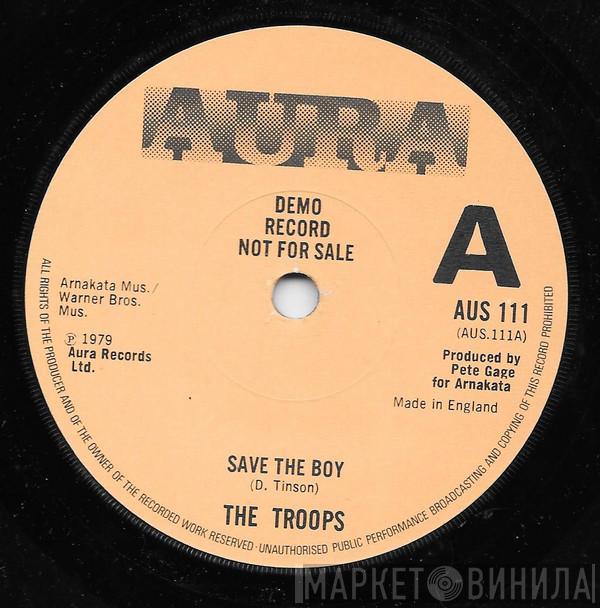 AURA
DEMO
RECORD
NOT FOR SALE
A
Arnakata Mus./
Warner Bros.
Mus.
℗ 1979
Aura Records
Ltd.
AUS 111
(AUS.111A)
Produced by
Pete Gage
for Arnakata
Made in England
SAVE THE BOY
(D. Tinson)
THE TROOPS
ALL RIGHTS OF THE PRODUCER AND OF THE OWNER OF THE RECORDED WORK RESERVED · UNAUTHORISED PUBLIC PERFORMANCE BROADCASTING AND COPYING OF THIS RECORD PROHIBITED
МАРКЕТ ВИНИЛА